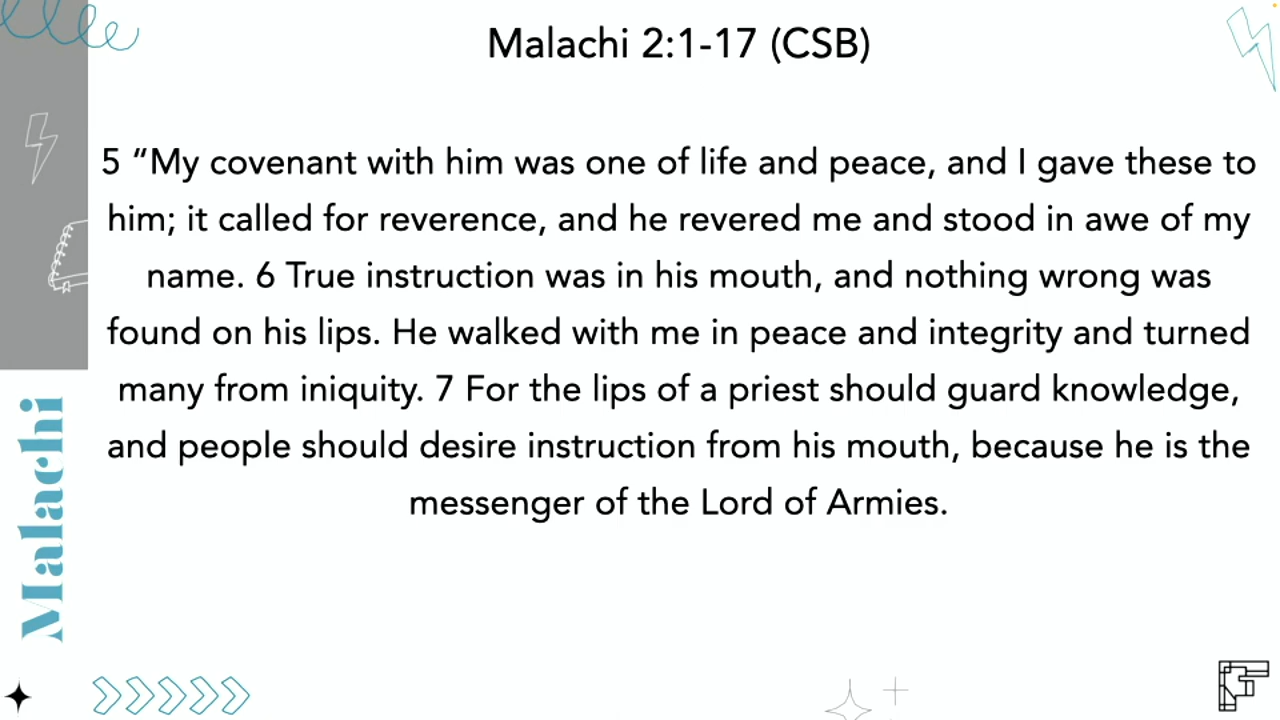 Malachi 2:1-17 (CSB)
5 “My covenant with him was one of life and peace, and I gave these to
him; it called for reverence, and he revered me and stood in awe of my
name. 6 True instruction was in his mouth, and nothing wrong was
found on his lips. He walked with me in peace and integrity and turned
many from iniquity. 7 For the lips of a priest should guard knowledge,
and people should desire instruction from his mouth, because he is the
messenger of the Lord of Armies.
Malachi